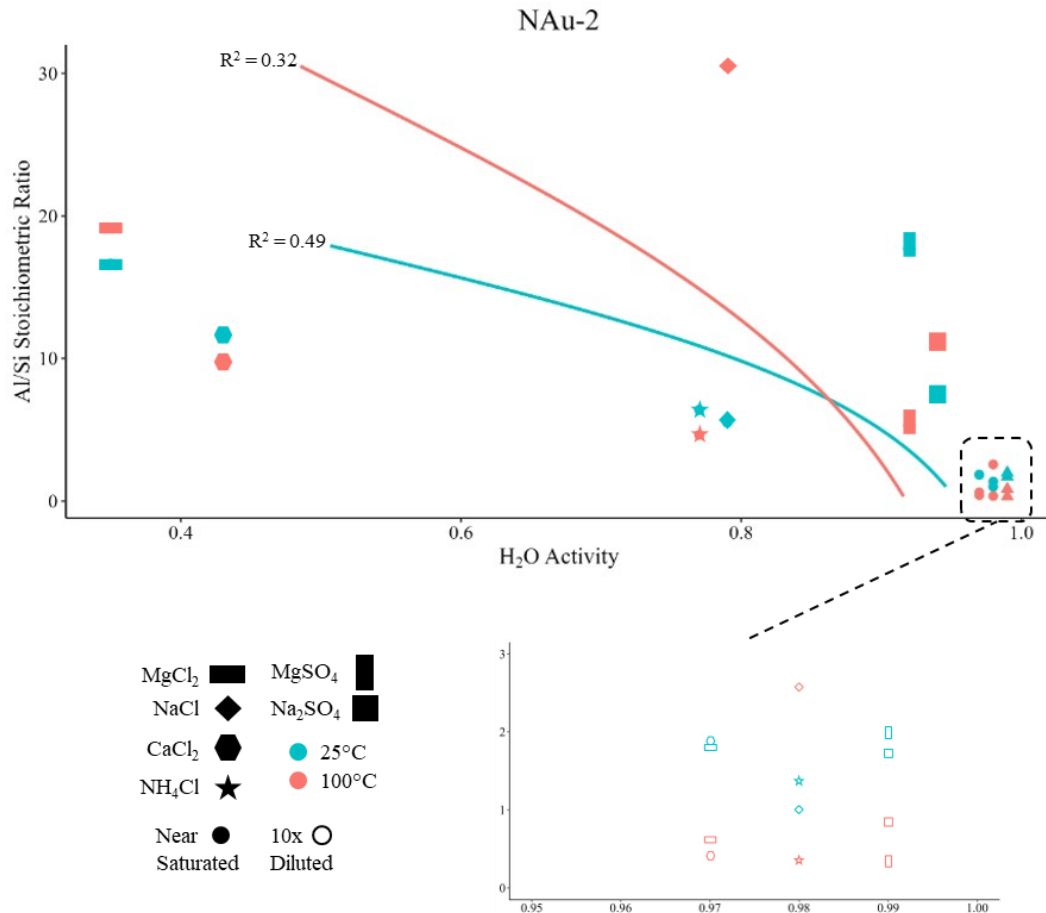 NAu-2
R² = 0.32
R² = 0.49
Al/Si Stoichiometric Ratio
30
20
10
0
0.4 0.6 0.8 1.0
H₂O Activity
MgCl₂ MgSO₄
NaCl Na₂SO₄
CaCl₂ 25°C
100°C
NH₄Cl
Near 10x
Saturated Diluted
3
2
1
0
0.95 0.96 0.97 0.98 0.99 1.00